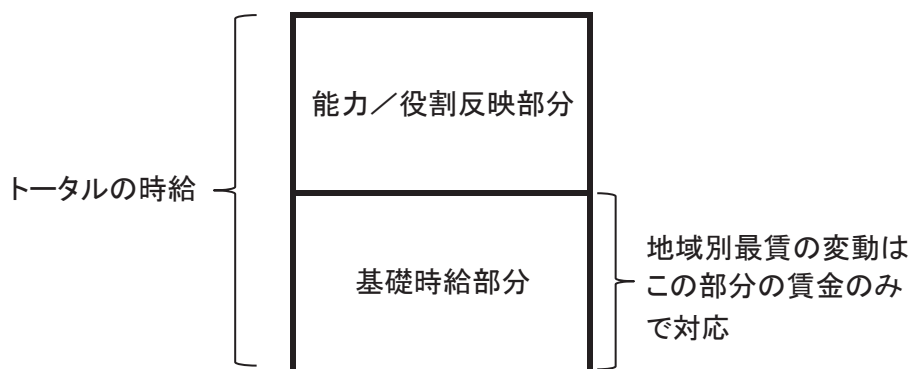 能力／役割反映部分
トータルの時給
基礎時給部分
地域別最賃の変動は
この部分の賃金のみ
で対応